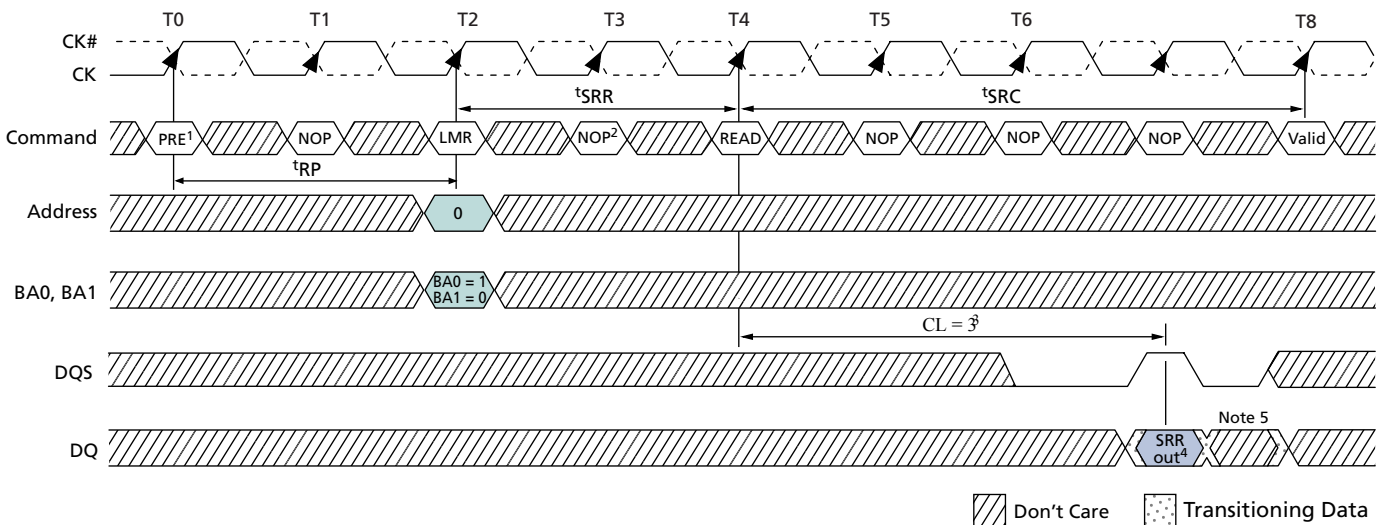 T0 T1 T2 T3 T4 T5 T6 T8
CK#
CK
tSRR tSRC
Command PRE1 NOP LMR NOP2 READ NOP NOP NOP Valid
tRP
Address 0
BA0, BA1 BA0 = 1
BA1 = 0
CL = 33
DQS
Note 5
DQ SRR
out4
Don't Care Transitioning Data